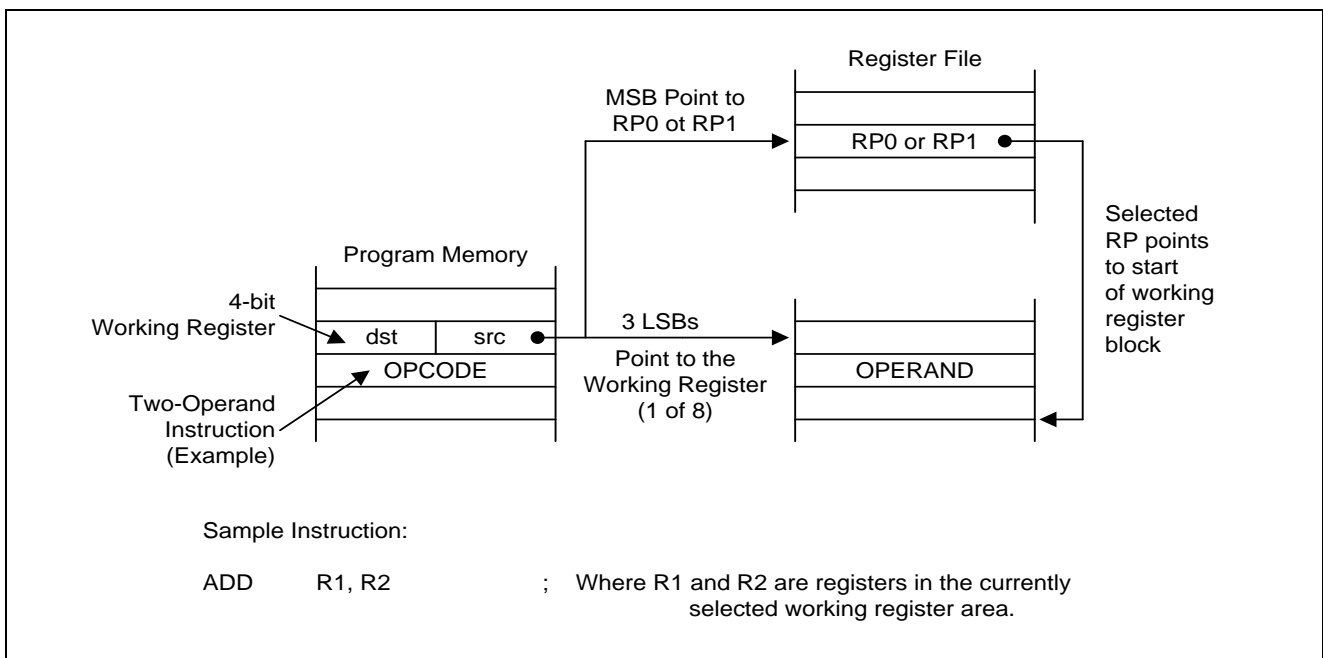 Register File
MSB Point to
RP0 ot RP1
RP0 or RP1
Selected
RP points
to start
of working
register
block
Program Memory
4-bit
Working Register
dst src
3 LSBs
Point to the
Working Register
(1 of 8)
OPCODE
OPERAND
Two-Operand
Instruction
(Example)
Sample Instruction:
ADD R1, R2 ; Where R1 and R2 are registers in the currently
selected working register area.